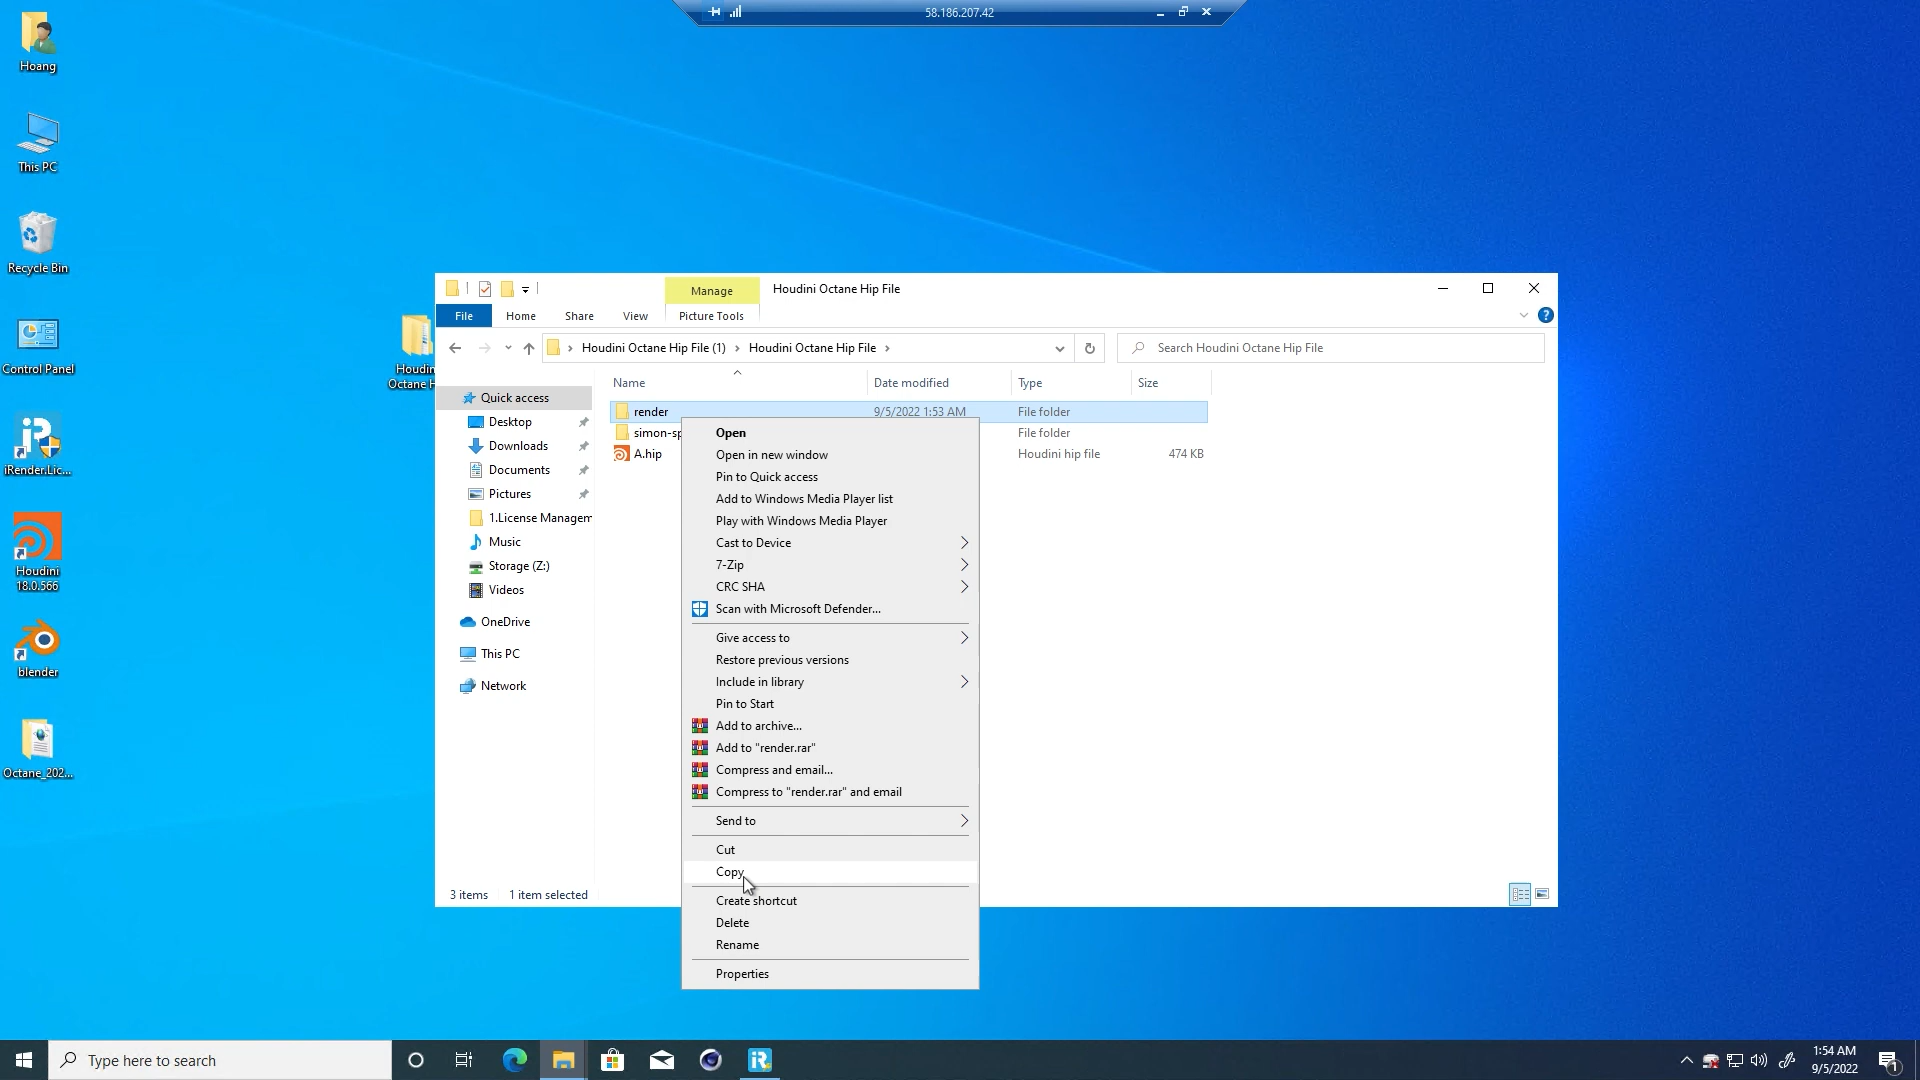 58.186.207.42
Hoang
This PC
Recycle Bin
Control Panel
iRender.Lic...
Houdini
18.0.566
blender
Octane_202...
Houdin
Octane H
Manage
Houdini Octane Hip File
File
Home
Share
View
Picture Tools
Houdini Octane Hip File (1)
Houdini Octane Hip File
Search Houdini Octane Hip File
Name
Date modified
Type
Size
Quick access
Desktop
Downloads
Documents
Pictures
1.License Managem
Music
Storage (Z:)
Videos
OneDrive
This PC
Network
render
9/5/2022 1:53 AM
File folder
simon-sp
File folder
A.hip
Houdini hip file
474 KB
Open
Open in new window
Pin to Quick access
Add to Windows Media Player list
Play with Windows Media Player
Cast to Device
7-Zip
CRC SHA
Scan with Microsoft Defender...
Give access to
Restore previous versions
Include in library
Pin to Start
Add to archive...
Add to "render.rar"
Compress and email...
Compress to "render.rar" and email
Send to
Cut
Copy
Create shortcut
Delete
Rename
Properties
3 items
1 item selected
Type here to search
1:54 AM
9/5/2022
1